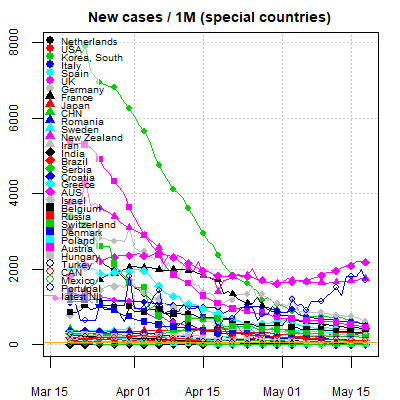 New cases / 1M (special countries)
8000
6000
4000
2000
0
Netherlands
USA
Korea, South
Italy
Spain
UK
Germany
France
Japan
CHN
Romania
Sweden
New Zealand
Iran
India
Brazil
Serbia
Croatia
Greece
AUS
Israel
Belgium
Russia
Switzerland
Denmark
Poland
Austria
Hungary
Turkey
CAN
Mexico
Portugal
latest NL
Mar 15
Apr 01
Apr 15
May 01
May 15